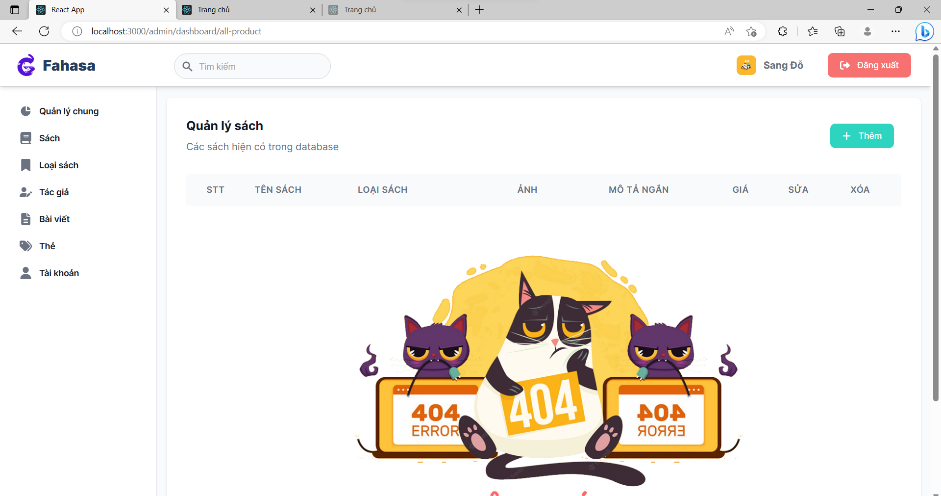 React App
Trang chủ
Trang chủ
localhost:3000/admin/dashboard/all-product
Fahasa
Tìm kiếm
Sang Đỗ
Đăng xuất
Quản lý chung
Sách
Loại sách
Tác giả
Bài viết
Thẻ
Tài khoản
Quản lý sách
Các sách hiện có trong database
Thêm
STT TÊN SÁCH LOẠI SÁCH ẢNH MÔ TẢ NGẮN GIÁ SỬA XÓA
404
ERROR
404
404
ERROR